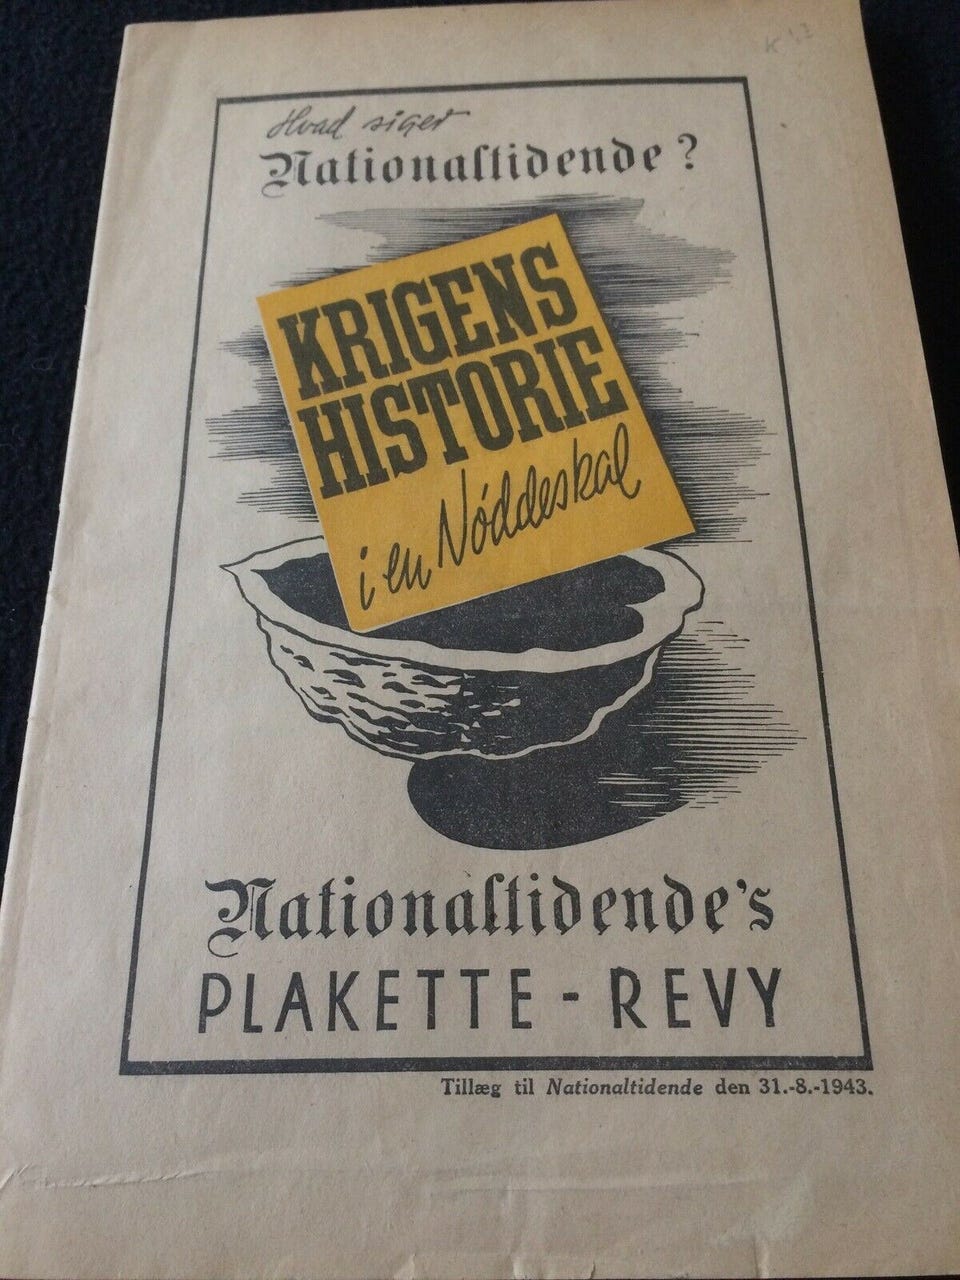 Hvad siger
Nationaltidende?
KRIGENS
HISTORIE
i en Nøddeskal
Nationaltidende's
PLAKETTE - REVY
Tillæg til Nationaltidende den 31.-8.-1943.